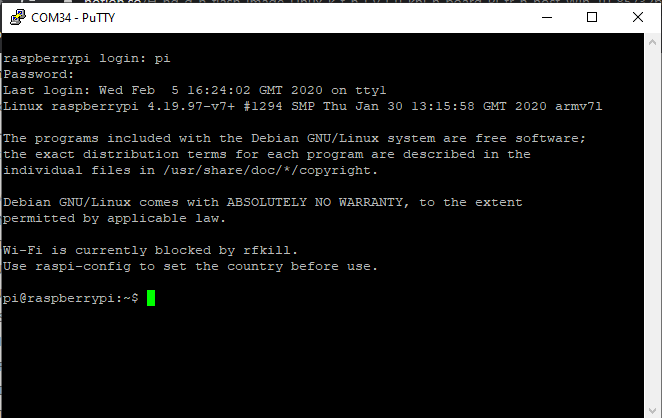 COM34 - PuTTY
raspberrypi login: pi
Password:
Last login: Wed Feb  5 16:24:02 GMT 2020 on tty1
Linux raspberrypi 4.19.97-v7+ #1294 SMP Thu Jan 30 13:15:58 GMT 2020 armv7l
The programs included with the Debian GNU/Linux system are free software;
the exact distribution terms for each program are described in the
individual files in /usr/share/doc/*/copyright.
Debian GNU/Linux comes with ABSOLUTELY NO WARRANTY, to the extent
permitted by applicable law.
Wi-Fi is currently blocked by rfkill.
Use raspi-config to set the country before use.
pi@raspberrypi:~$